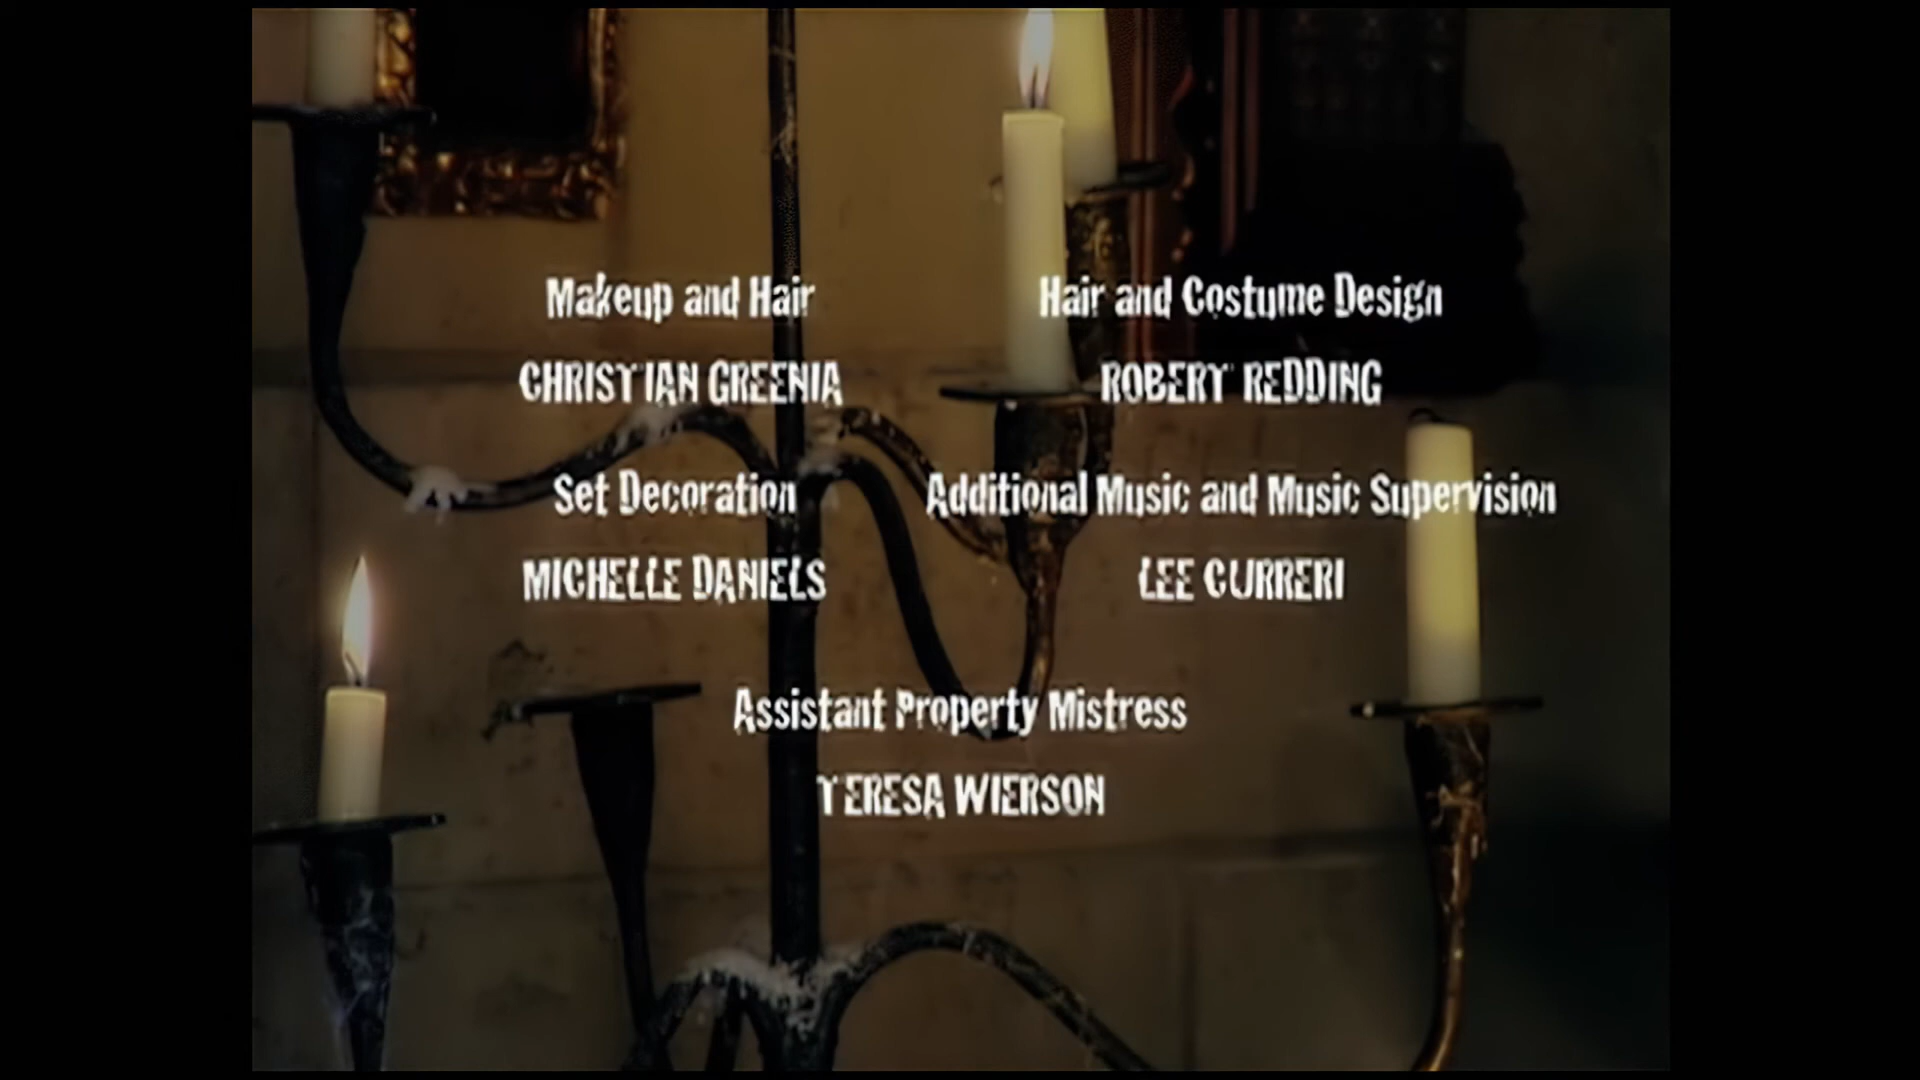 Makeup and Hair
CHRISTIAN GREENIA
Hair and Costume Design
ROBERT REDDING
Set Decoration
MICHELLE DANIELS
Additional Music and Music Supervision
LEE CURRERI
Assistant Property Mistress
TERESA WIERSON